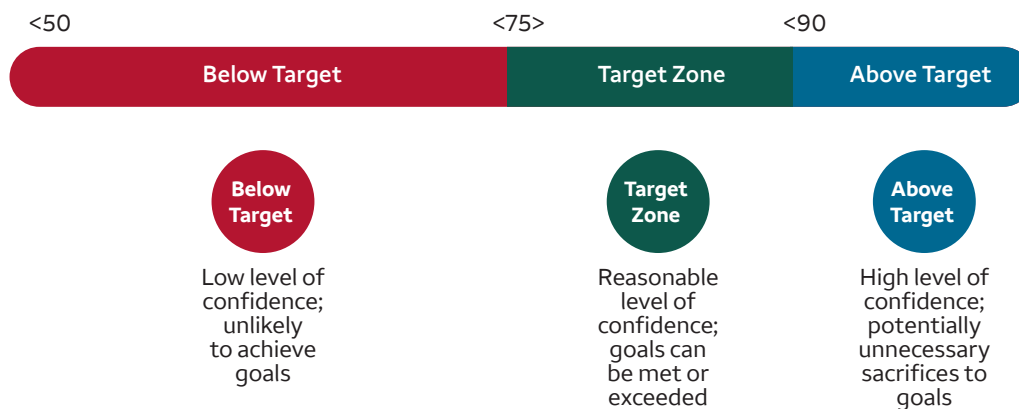 <50
<75>
<90
Below Target
Target Zone
Above Target
Below
Target
Low level of
confidence;
unlikely
to achieve
goals
Target
Zone
Reasonable
level of
confidence;
goals can
be met or
exceeded
Above
Target
High level of
confidence;
potentially
unnecessary
sacrifices to
goals